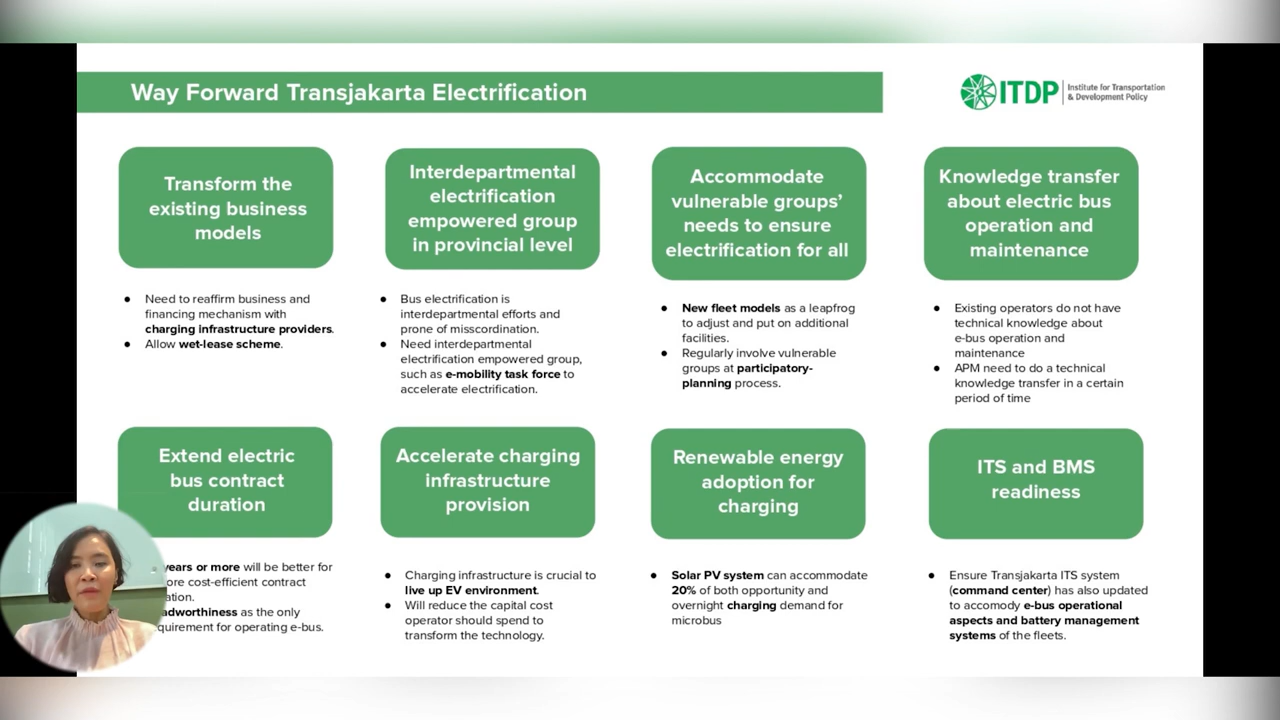 Way Forward Transjakarta Electrification
ITDP
Institute for Transportation
& Development Policy
Transform the
existing business
models
● Need to reaffirm business and
financing mechanism with
charging infrastructure providers.
● Allow wet-lease scheme.
Interdepartmental
electrification
empowered group
in provincial level
● Bus electrification is
interdepartmental efforts and
prone of misscordination.
● Need interdepartmental
electrification empowered group,
such as e-mobility task force to
accelerate electrification.
Accommodate
vulnerable groups’
needs to ensure
electrification for all
● New fleet models as a leapfrog
to adjust and put on additional
facilities.
● Regularly involve vulnerable
groups at participatory-
planning process.
Knowledge transfer
about electric bus
operation and
maintenance
● Existing operators do not have
technical knowledge about
e-bus operation and
maintenance
● APM need to do a technical
knowledge transfer in a certain
period of time
Extend electric
bus contract
duration
years or more will be better for
cost-efficient contract
as the only
for operating e-bus.
Accelerate charging
infrastructure
provision
● Charging infrastructure is crucial to
live up EV environment.
● Will reduce the capital cost
operator should spend to
transform the technology.
Renewable energy
adoption for
charging
● Solar PV system can accommodate
20% of both opportunity and
overnight charging demand for
microbus
ITS and BMS
readiness
● Ensure Transjakarta ITS system
(command center) has also updated
to accomody e-bus operational
aspects and battery management
systems of the fleets.